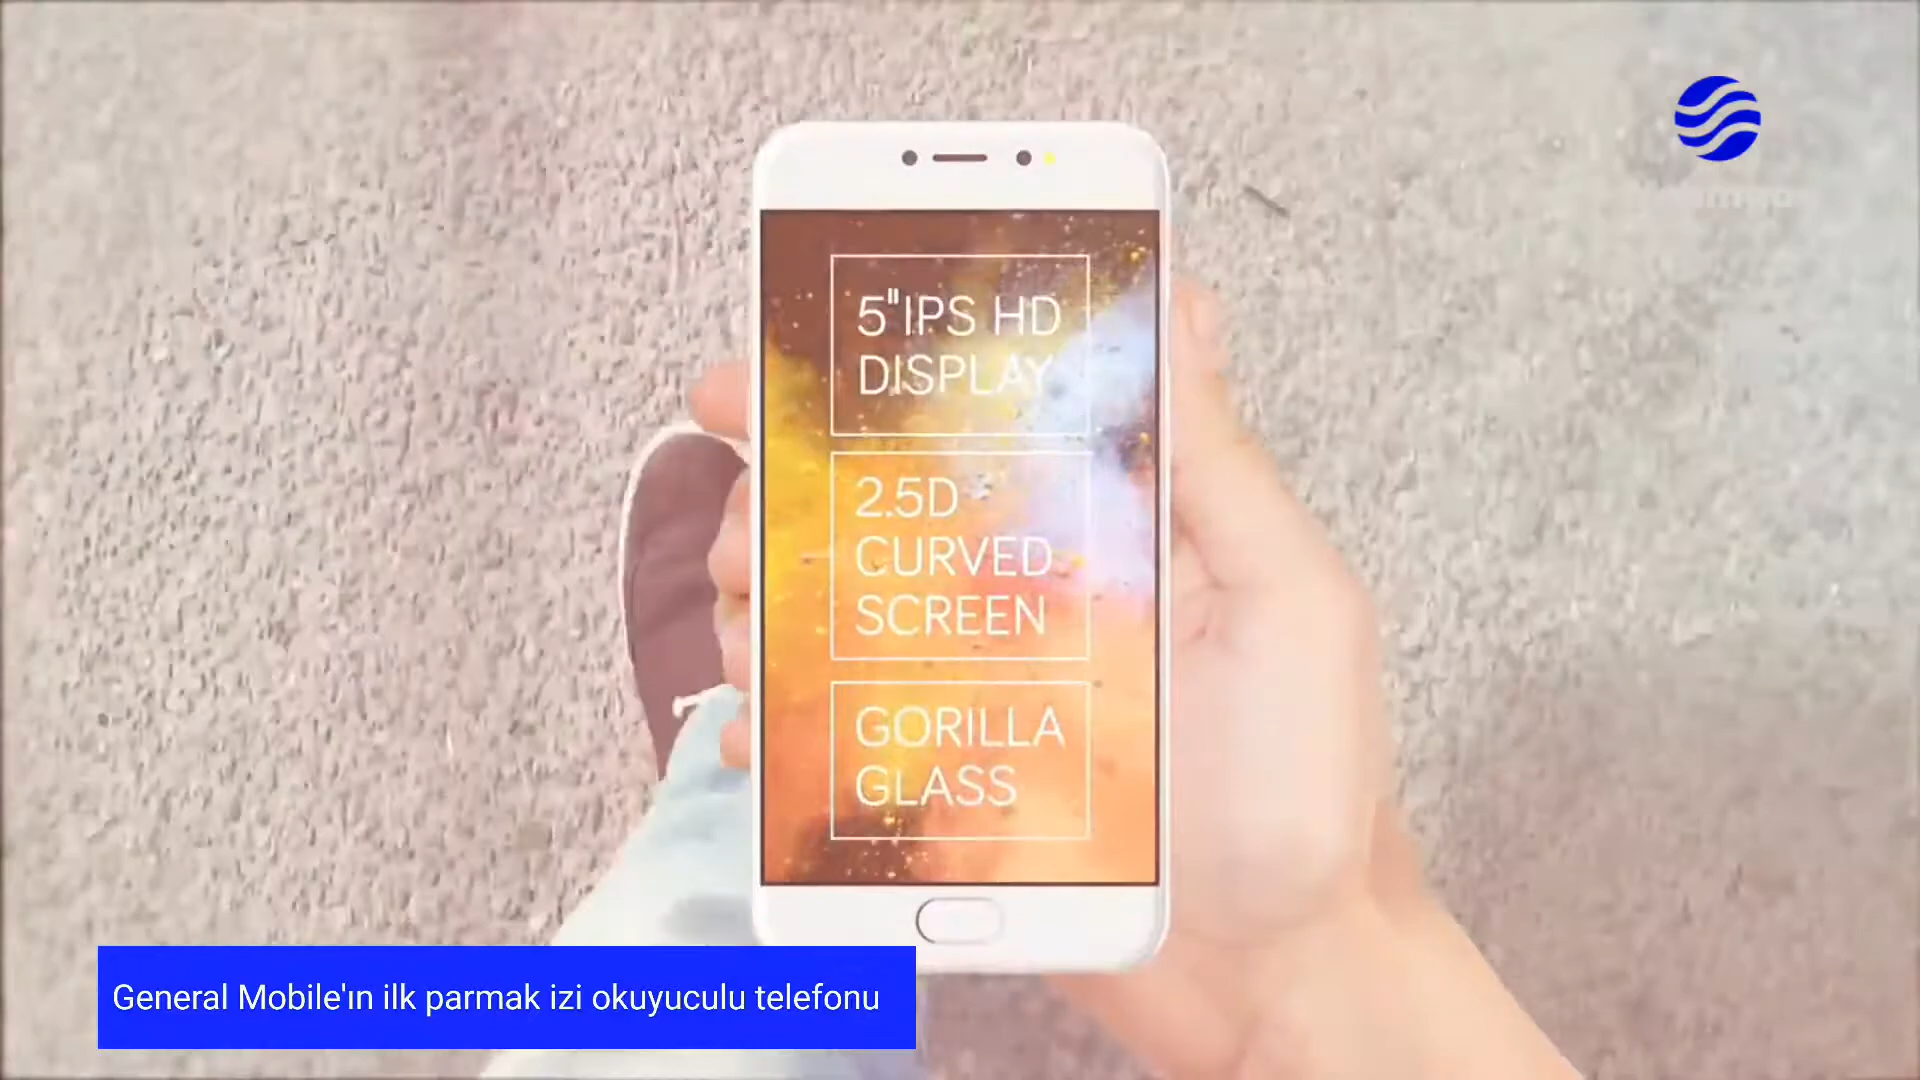 5"IPS HD
DISPLAY
2.5D
CURVED
SCREEN
GORILLA
GLASS
General Mobile'ın ilk parmak izi okuyuculu telefonu